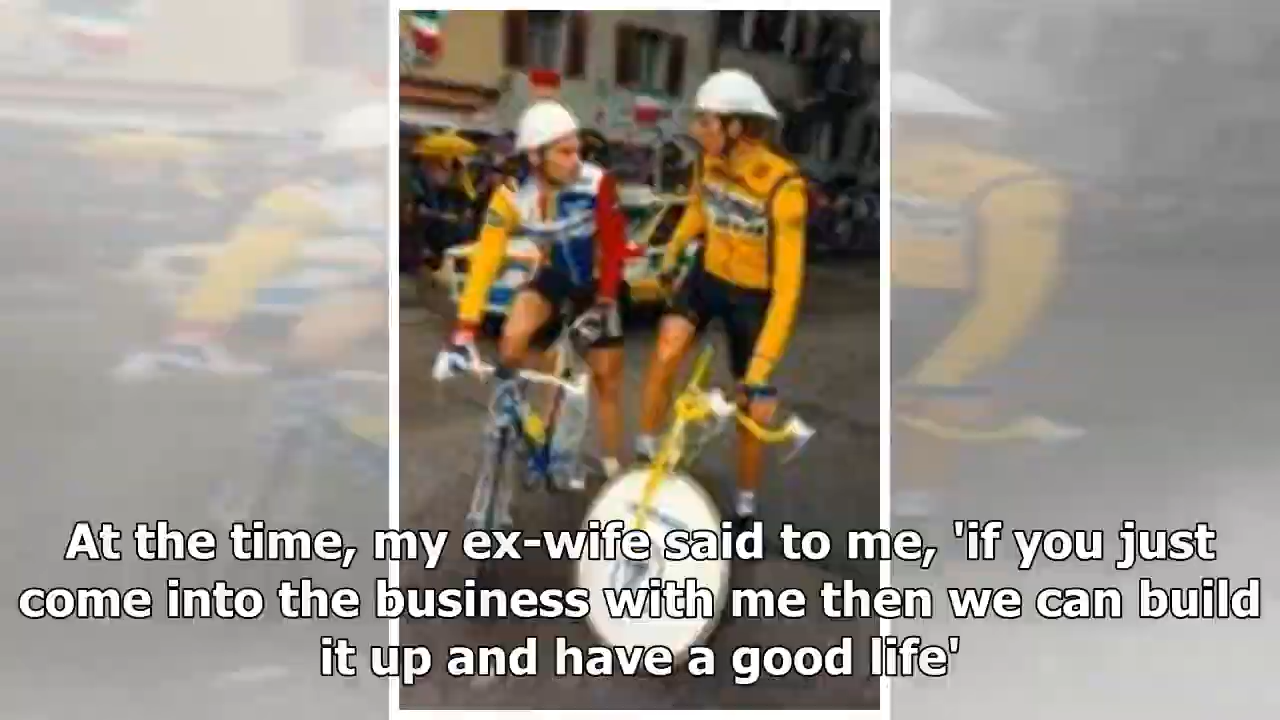 At the time, my ex-wife said to me, 'if you just
come into the business with me then we can build
it up and have a good life'